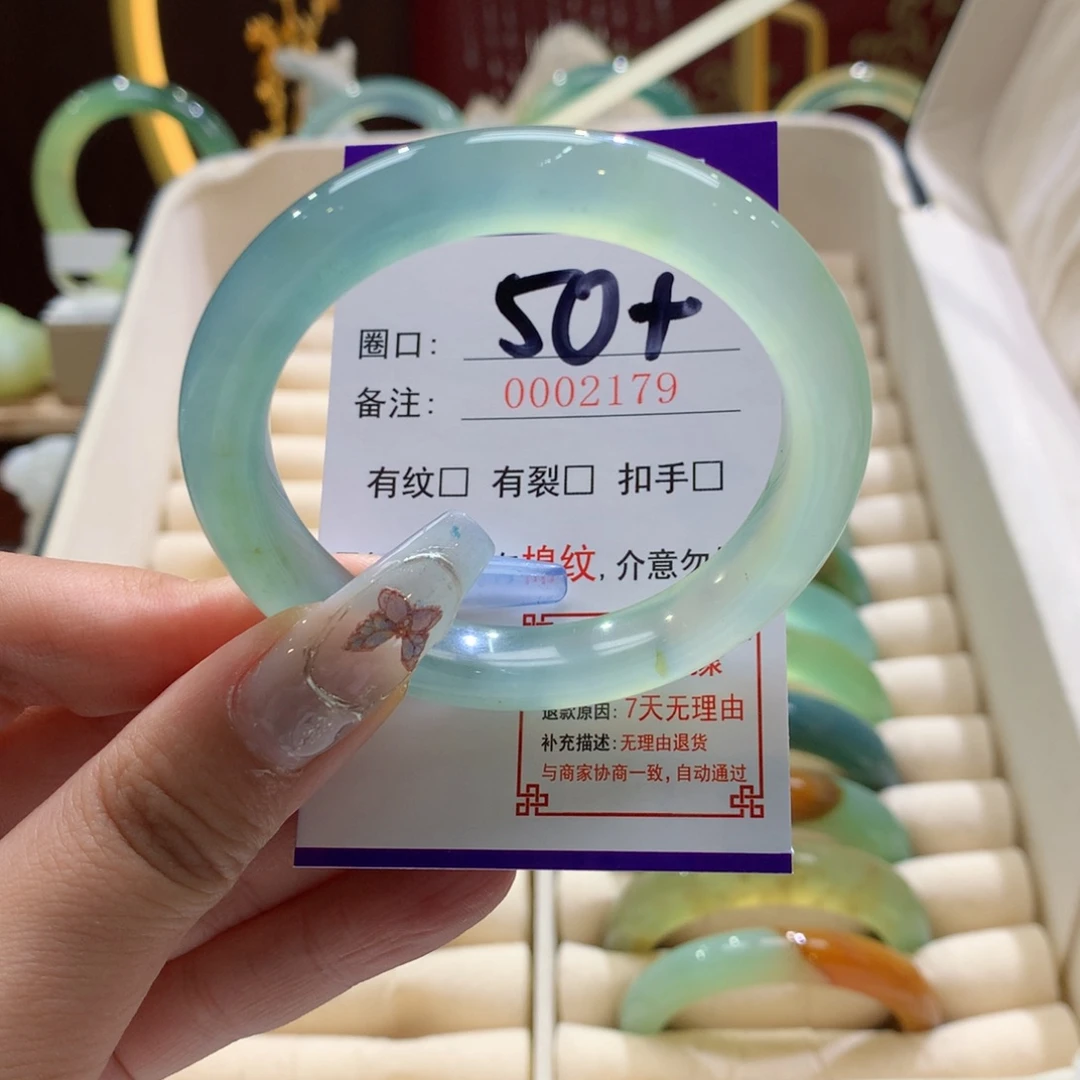 圈口: 50+
备注: 0002179
有纹□ 有裂□ 扣手□
棉纹, 介意勿
退款原因: 7天无理由
补充描述: 无理由退货
与商家协商一致, 自动通过